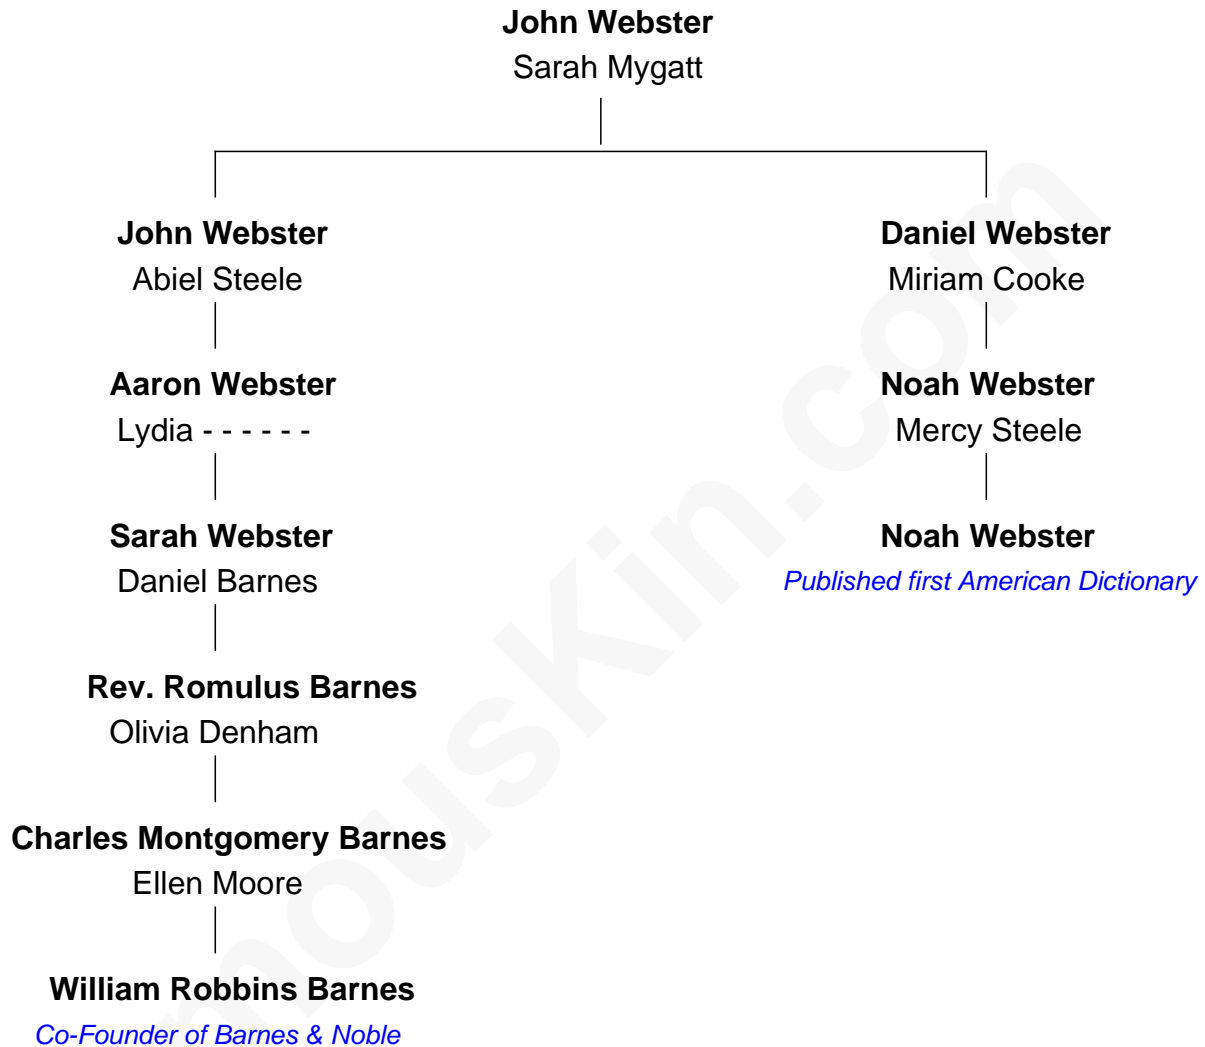 John Webster
Sarah Mygatt
John Webster
Abiel Steele
Aaron Webster
Lydia - - - - - -
Sarah Webster
Daniel Barnes
Rev. Romulus Barnes
Olivia Denham
Charles Montgomery Barnes
Ellen Moore
William Robbins Barnes
Co-Founder of Barnes & Noble
Daniel Webster
Miriam Cooke
Noah Webster
Mercy Steele
Noah Webster
Published first American Dictionary
mousKin.com